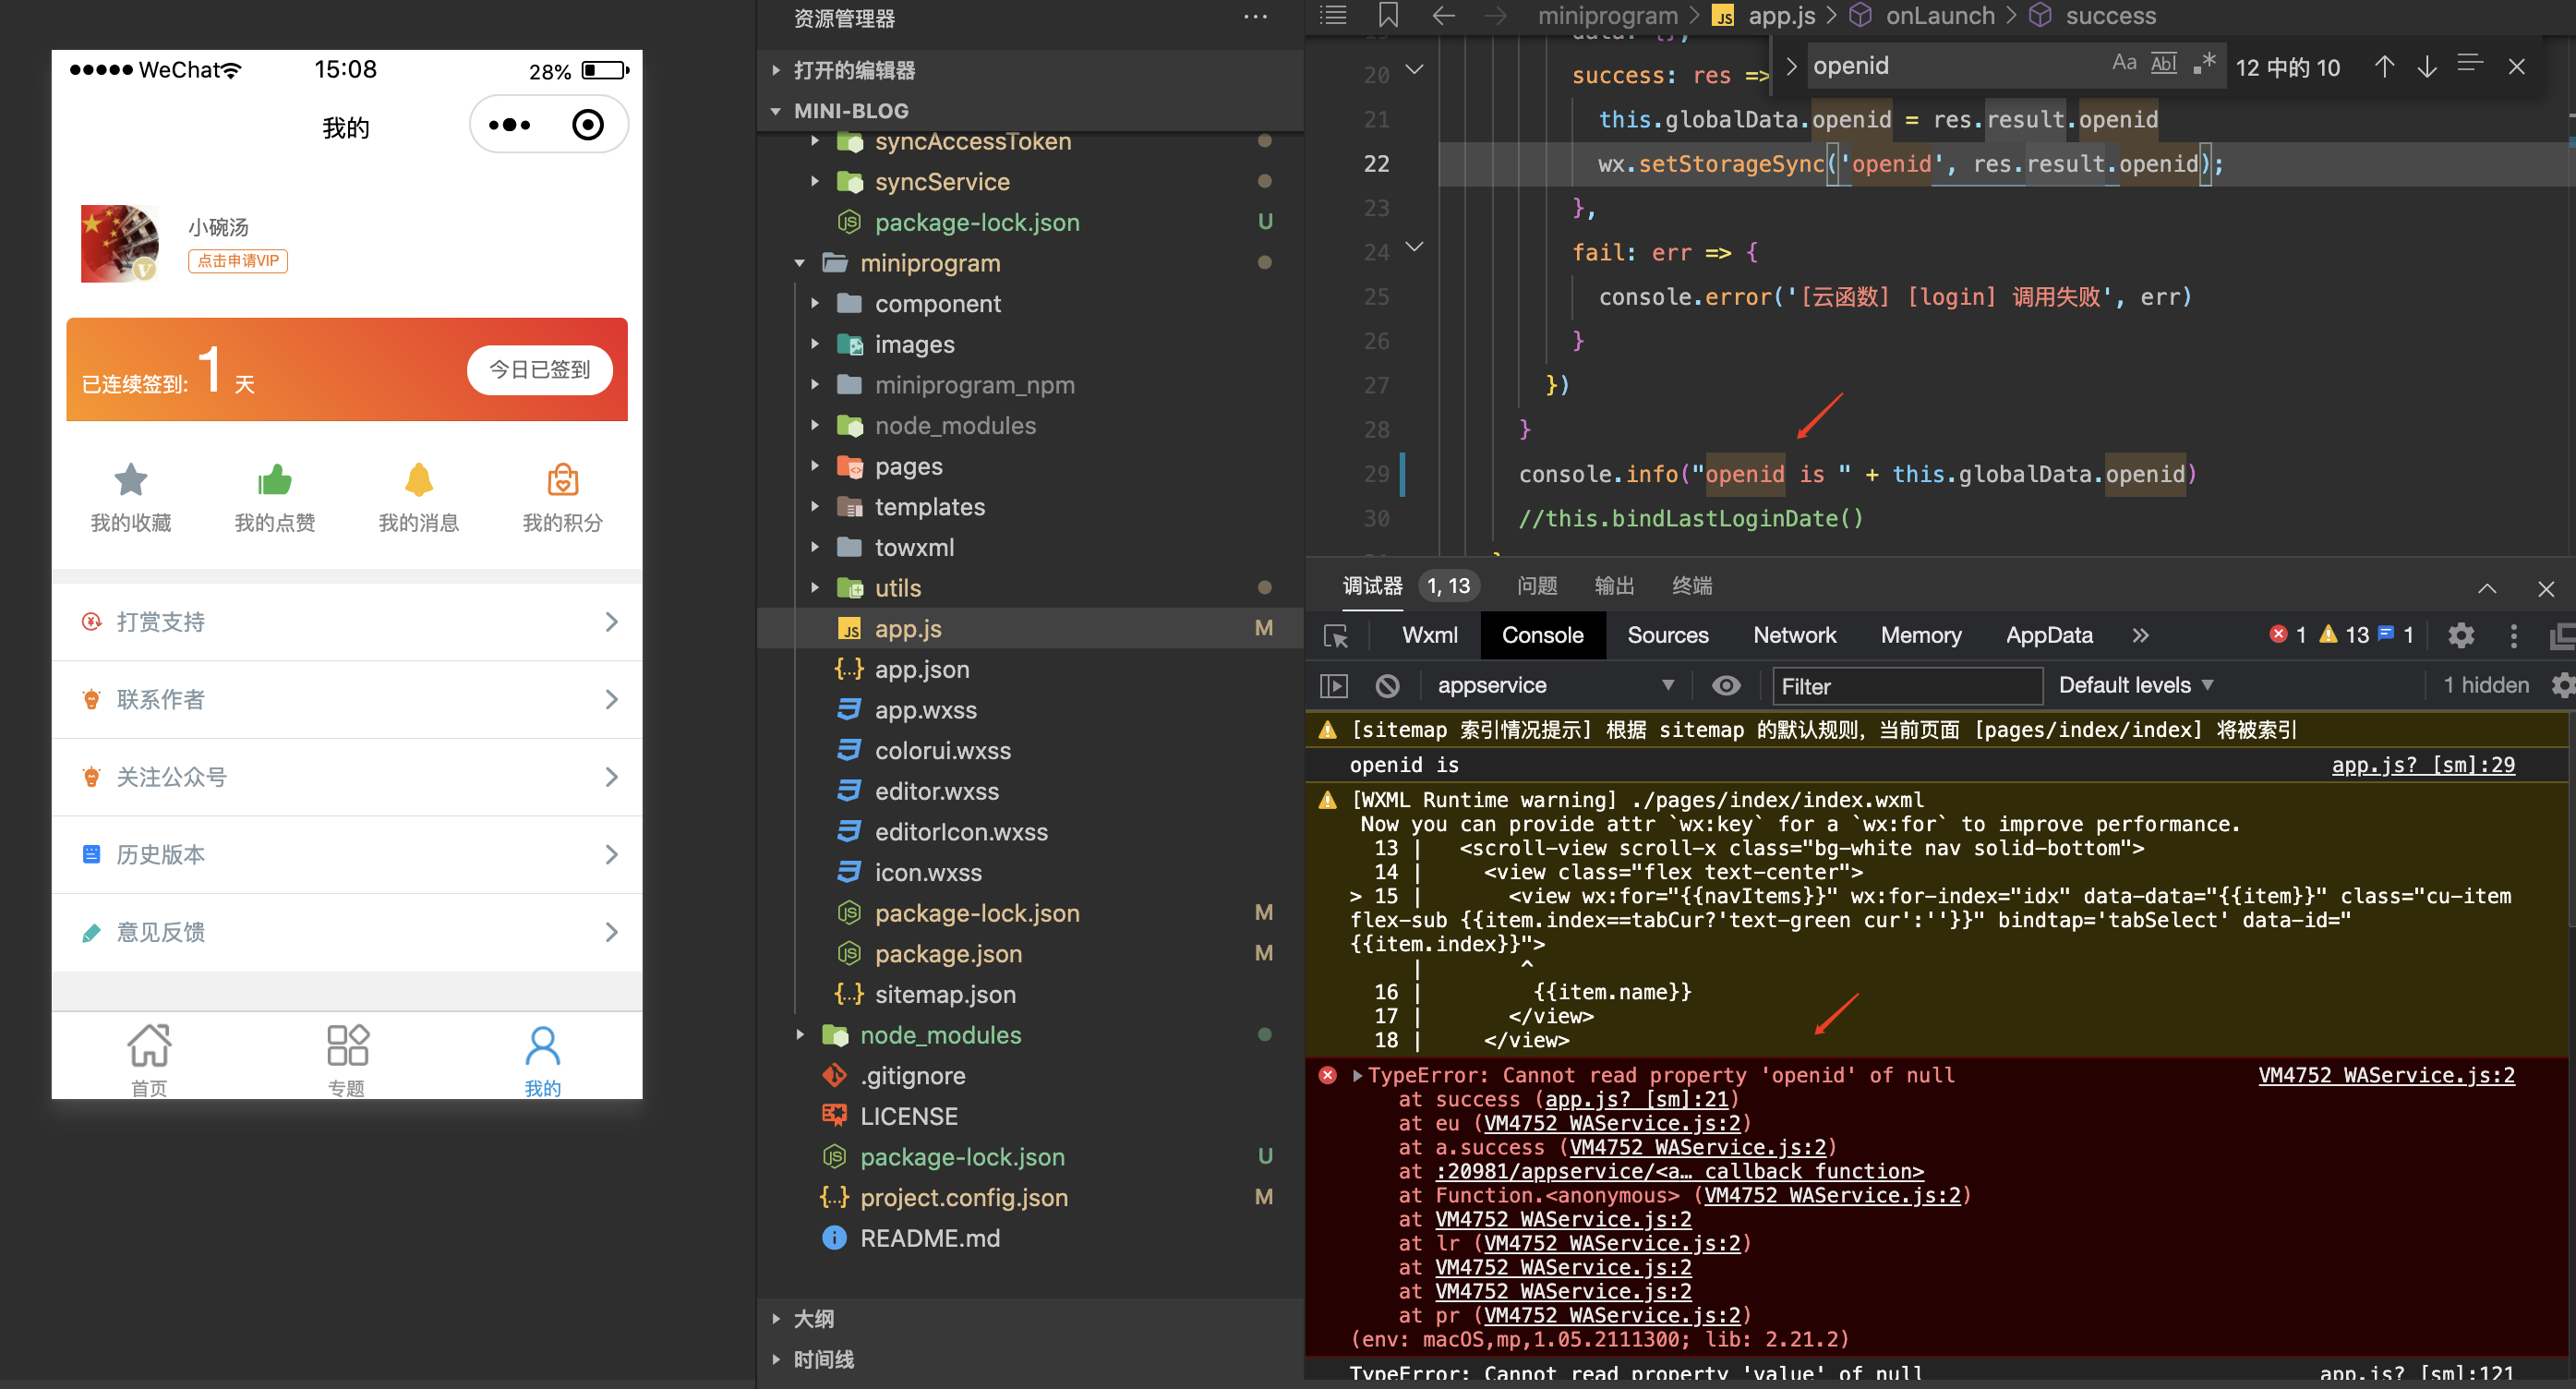 WeChat
15:08
28%
我的
小碗汤
点击申请VIP
已连续签到: 1 天
今日已签到
我的收藏
我的点赞
我的消息
我的积分
打赏支持
联系作者
关注公众号
历史版本
意见反馈
首页
专题
我的
资源管理器
打开的编辑器
MINI-BLOG
syncAccessToken
syncService
package-lock.json U
miniprogram
component
images
miniprogram_npm
node_modules
pages
templates
towxml
utils
app.js M
app.json
app.wxss
colorui.wxss
editor.wxss
editorIcon.wxss
icon.wxss
package-lock.json M
package.json M
sitemap.json
node_modules
.gitignore
LICENSE
package-lock.json U
project.config.json M
README.md
大纲
时间线
miniprogram > app.js > onLaunch > success
openid
Aa Abl .* 12 中的 10
data: {},
20 success: res =>
21 this.globalData.openid = res.result.openid
22 wx.setStorageSync('openid', res.result.openid);
23 },
24 fail: err => {
25 console.error('[云函数] [login] 调用失败', err)
26 }
27 })
28 }
29 console.info("openid is " + this.globalData.openid)
30 //this.bindLastLoginDate()
调试器 1, 13 问题 输出 终端
Wxml Console Sources Network Memory AppData » 1 13 1
appservice Filter Default levels 1 hidden
[sitemap 索引情况提示] 根据 sitemap 的默认规则, 当前页面 [pages/index/index] 将被索引
openid is app.js? [sm]:29
[WXML Runtime warning] ./pages/index/index.wxml
Now you can provide attr `wx:key` for a `wx:for` to improve performance.
13 | <scroll-view scroll-x class="bg-white nav solid-bottom">
14 | <view class="flex text-center">
> 15 | <view wx:for="{{navItems}}" wx:for-index="idx" data-data="{{item}}" class="cu-item
flex-sub {{item.index==tabCur?'text-green cur':''}}" bindtap='tabSelect' data-id="
{{item.index}}">
| ^
16 | {{item.name}}
17 | </view>
18 | </view>
TypeError: Cannot read property 'openid' of null VM4752 WAService.js:2
at success (app.js? [sm]:21)
at eu (VM4752 WAService.js:2)
at a.success (VM4752 WAService.js:2)
at :20981/appservice/<a… callback function>
at Function.<anonymous> (VM4752 WAService.js:2)
at VM4752 WAService.js:2
at lr (VM4752 WAService.js:2)
at VM4752 WAService.js:2
at VM4752 WAService.js:2
at pr (VM4752 WAService.js:2)
(env: macOS,mp,1.05.2111300; lib: 2.21.2)
TypeError: Cannot read property 'value' of null app.js? [sm]:121